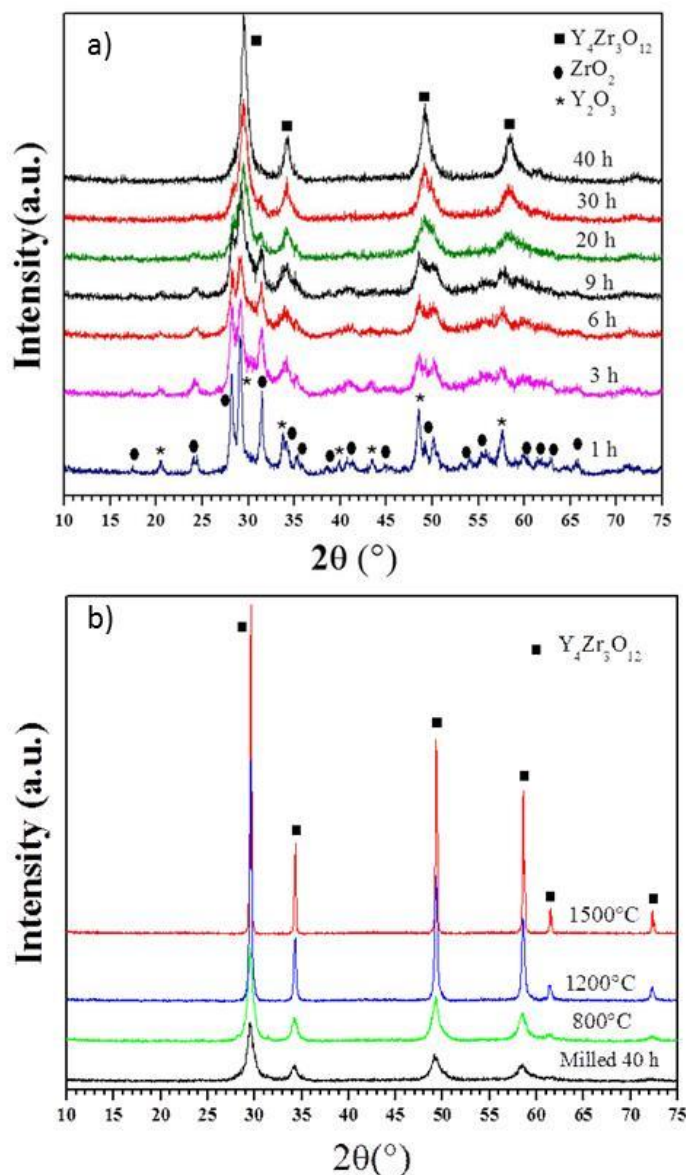 a)
■ Y₄Zr₃O₁₂
● ZrO₂
* Y₂O₃
40 h
30 h
20 h
9 h
6 h
3 h
1 h
Intensity(a.u.)
10 15 20 25 30 35 40 45 50 55 60 65 70 75
2θ (°)
b)
■ Y₄Zr₃O₁₂
1500°C
1200°C
800°C
Milled 40 h
Intensity (a.u.)
10 15 20 25 30 35 40 45 50 55 60 65 70 75
2θ(°)